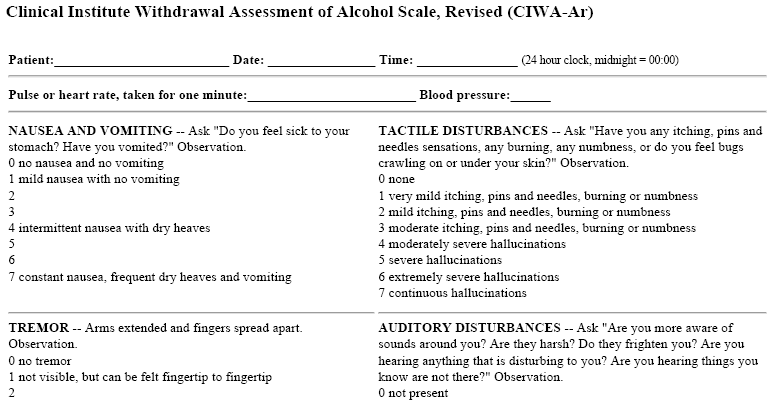 Clinical Institute Withdrawal Assessment of Alcohol Scale, Revised (CIWA-Ar)
Patient:__________________________ Date: ________________ Time: _______________ (24 hour clock, midnight = 00:00)
Pulse or heart rate, taken for one minute:_________________________ Blood pressure:______
NAUSEA AND VOMITING -- Ask "Do you feel sick to your
stomach? Have you vomited?" Observation.
0 no nausea and no vomiting
1 mild nausea with no vomiting
2
3
4 intermittent nausea with dry heaves
5
6
7 constant nausea, frequent dry heaves and vomiting
TACTILE DISTURBANCES -- Ask "Have you any itching, pins and
needles sensations, any burning, any numbness, or do you feel bugs
crawling on or under your skin?" Observation.
0 none
1 very mild itching, pins and needles, burning or numbness
2 mild itching, pins and needles, burning or numbness
3 moderate itching, pins and needles, burning or numbness
4 moderately severe hallucinations
5 severe hallucinations
6 extremely severe hallucinations
7 continuous hallucinations
TREMOR -- Arms extended and fingers spread apart.
Observation.
0 no tremor
1 not visible, but can be felt fingertip to fingertip
2
AUDITORY DISTURBANCES -- Ask "Are you more aware of
sounds around you? Are they harsh? Do they frighten you? Are you
hearing anything that is disturbing to you? Are you hearing things you
know are not there?" Observation.
0 not present